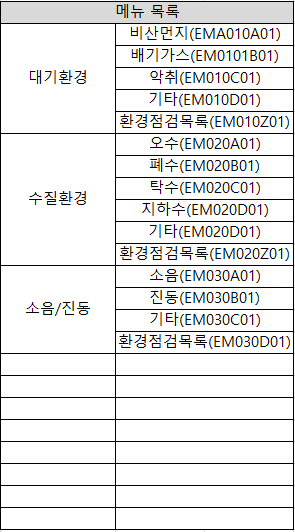 메뉴 목록
대기환경
비산먼지(EMA010A01)
배기가스(EM0101B01)
악취(EM010C01)
기타(EM010D01)
환경점검목록(EM010Z01)
수질환경
오수(EM020A01)
폐수(EM020B01)
탁수(EM020C01)
지하수(EM020D01)
기타(EM020D01)
환경점검목록(EM020Z01)
소음/진동
소음(EM030A01)
진동(EM030B01)
기타(EM030C01)
환경점검목록(EM030D01)